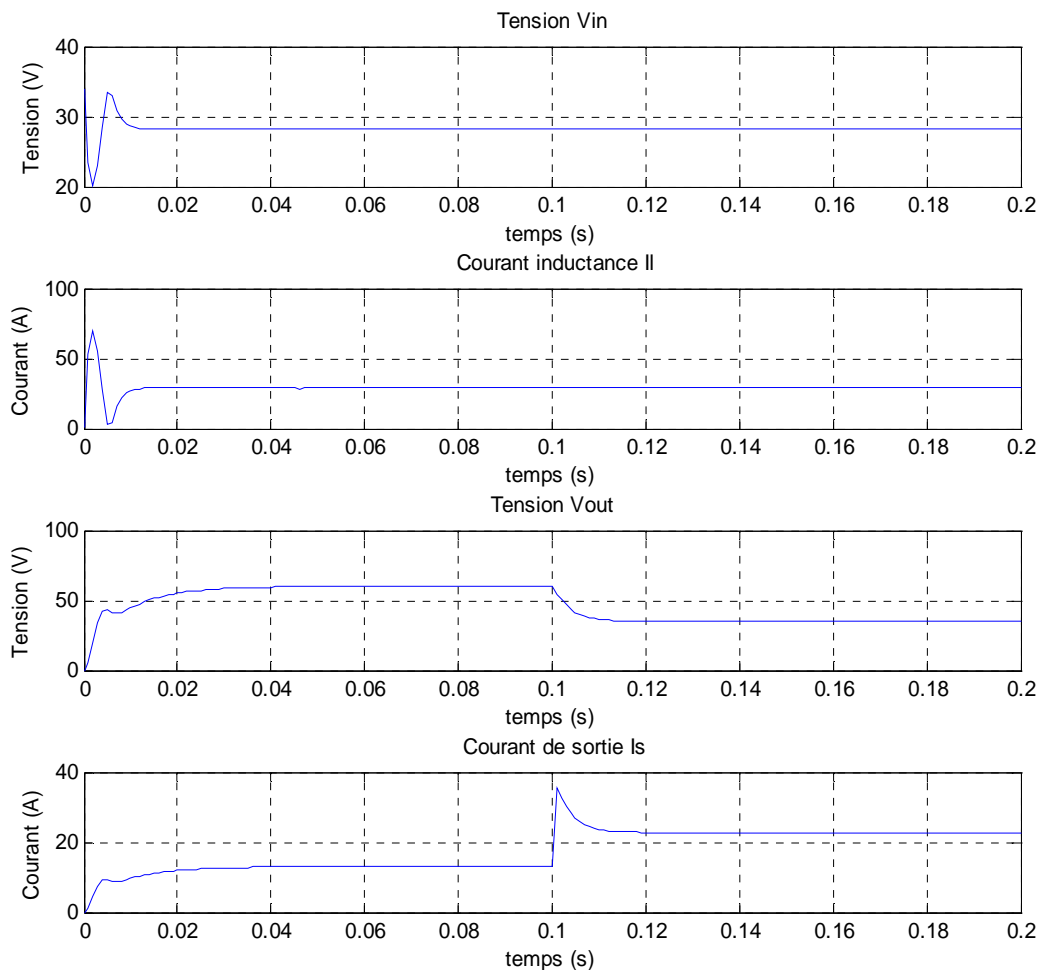 Tension Vin
Tension (V)
40
30
20
0 0.02 0.04 0.06 0.08 0.1 0.12 0.14 0.16 0.18 0.2
temps (s)
Courant inductance Il
Courant (A)
100
50
0
0 0.02 0.04 0.06 0.08 0.1 0.12 0.14 0.16 0.18 0.2
temps (s)
Tension Vout
Tension (V)
100
50
0
0 0.02 0.04 0.06 0.08 0.1 0.12 0.14 0.16 0.18 0.2
temps (s)
Courant de sortie Is
Courant (A)
40
20
0
0 0.02 0.04 0.06 0.08 0.1 0.12 0.14 0.16 0.18 0.2
temps (s)